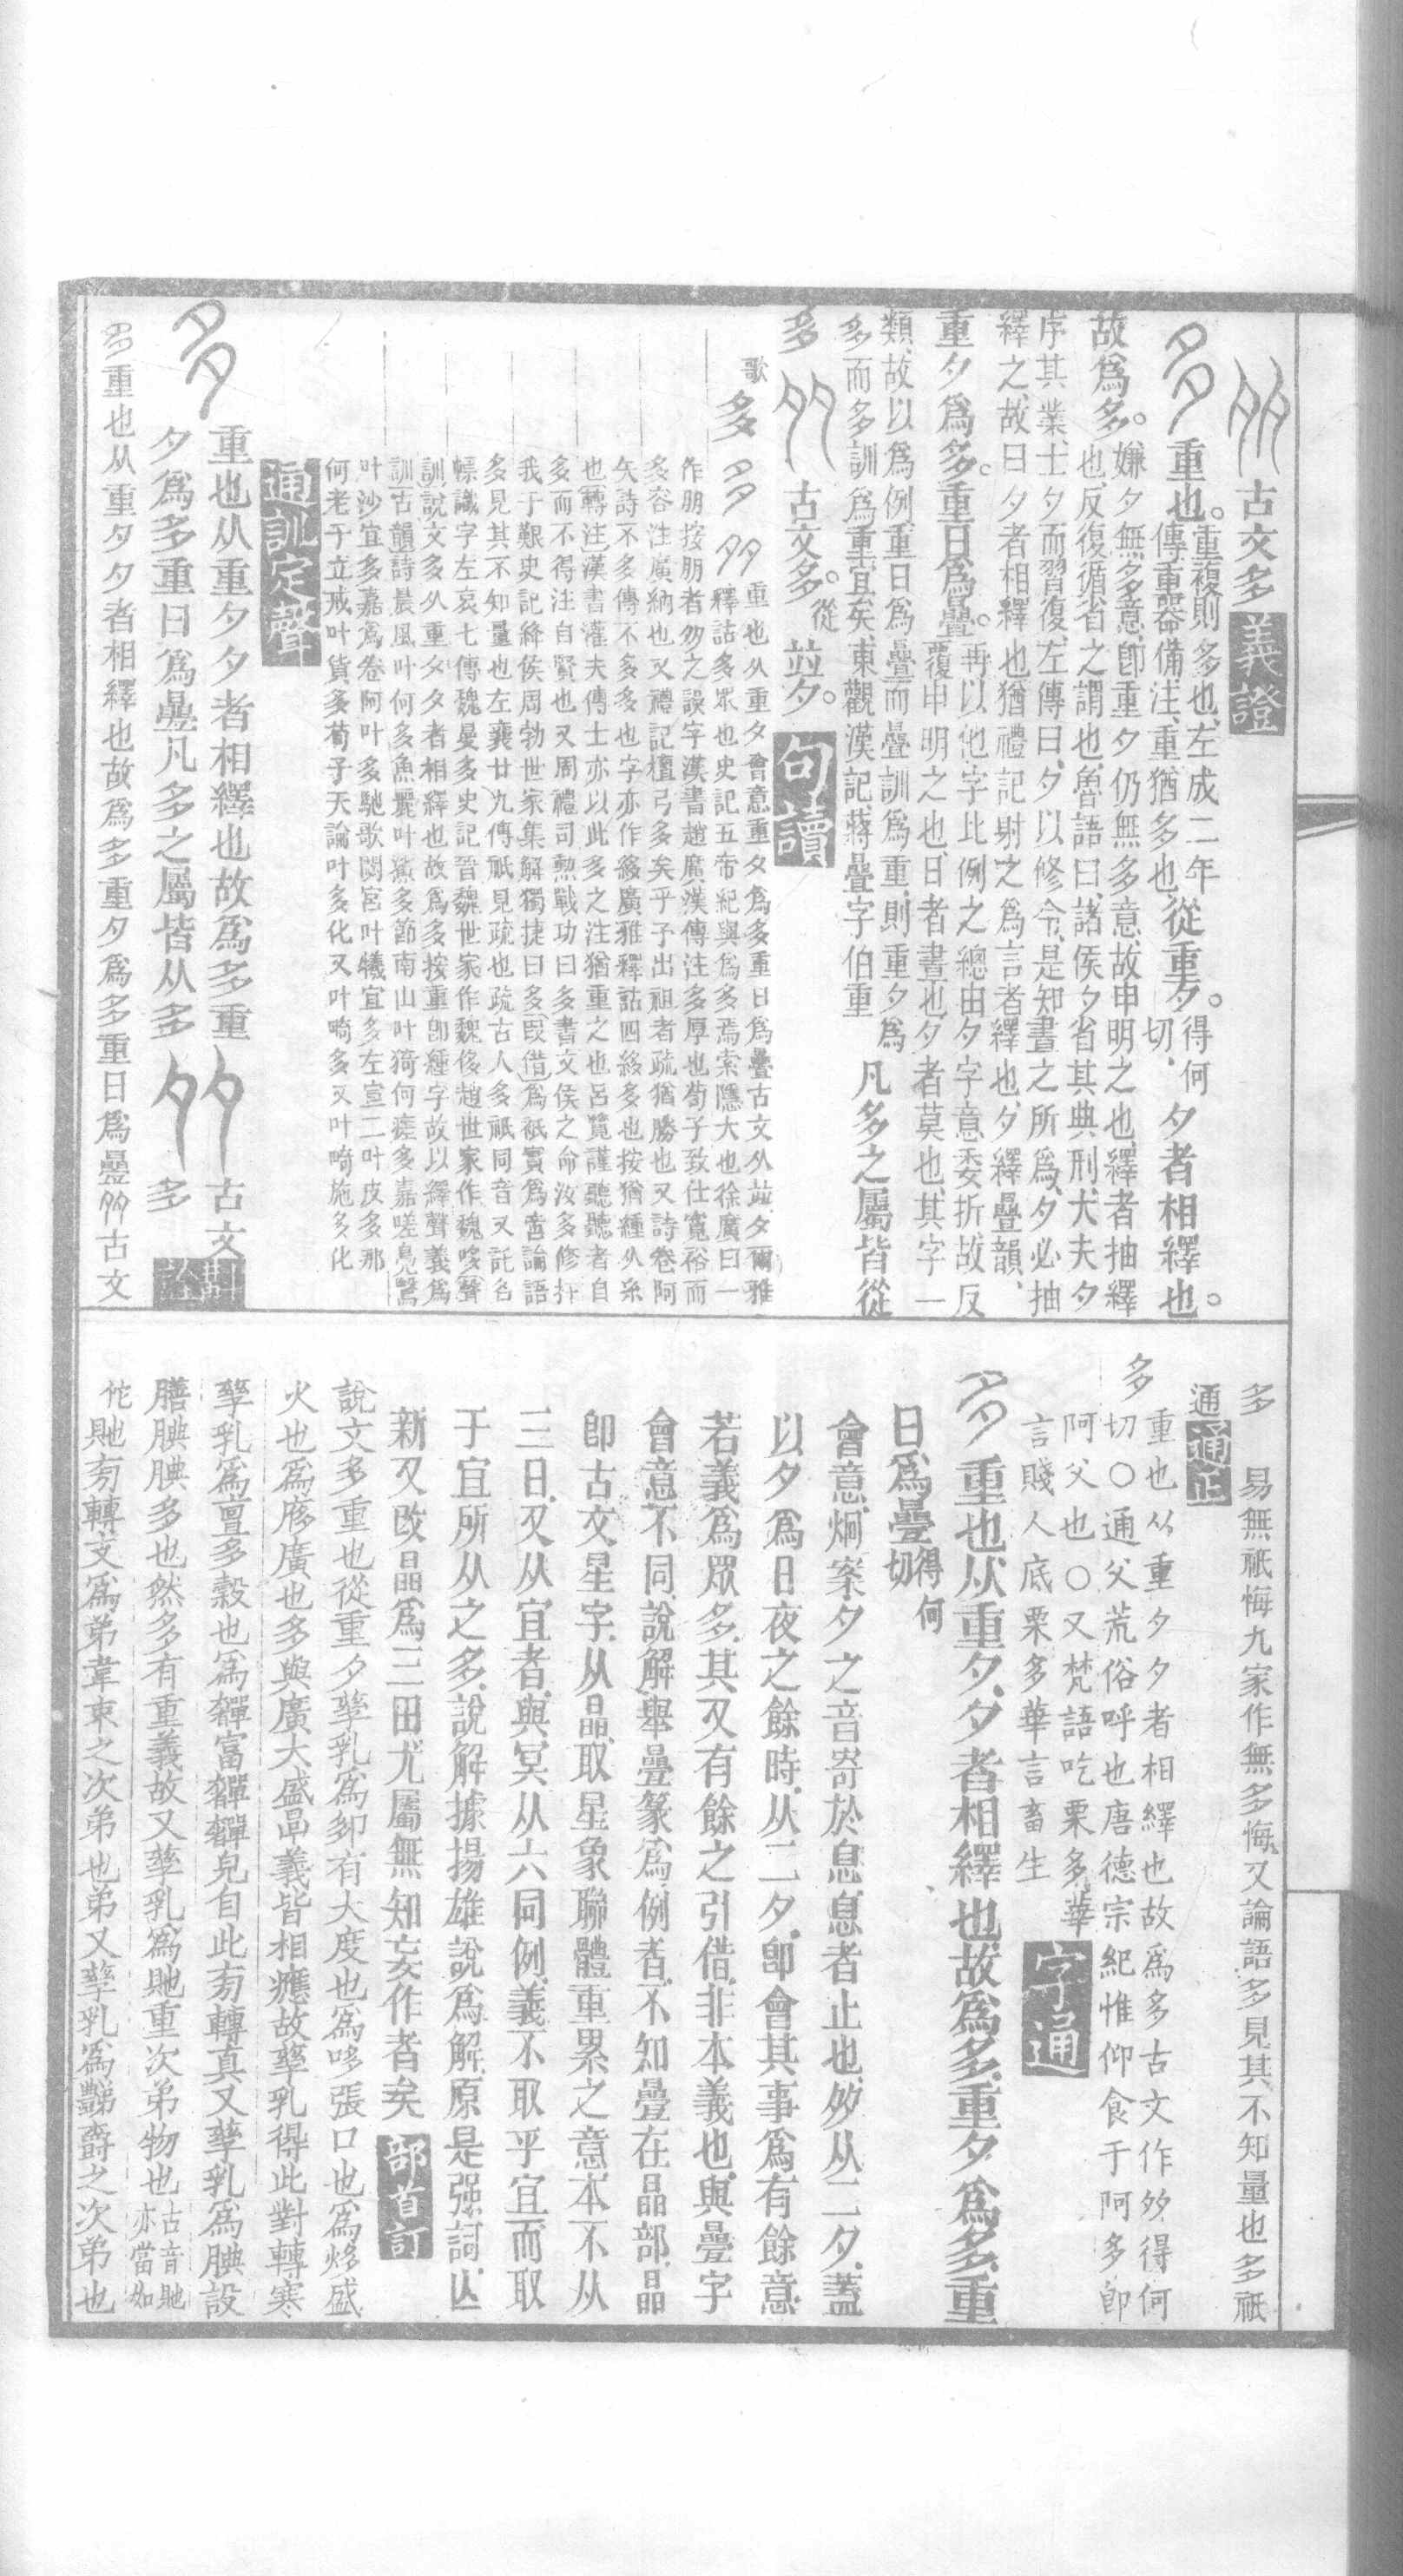 𡖇 古文多 義證
多 重也。重複則多也、左成二年
傳重器備注、重猶多也、從重夕。得何切、夕者相繹也。
故爲多。嫌夕無多意、卽重夕仍無多意、故申明之也、繹者抽繹
也、反復循省之謂也、魯語曰、諸侯夕省其典刑、大夫夕
序其業、士夕而習復、左傳曰、夕以修令、是知晝之所爲、夕必抽
繹之、故曰夕者相繹也、猶禮記射之爲言者繹也、夕繹疊韻、
重夕爲多。重日爲疊。再以他字比例之、總由夕字意委折、故反
覆申明之也、日者晝也、夕者莫也、其字一
類、故以爲例、重日爲疊、而疊訓爲重、則重夕爲
多而多訓爲重宜矣、東觀漢記、蔣疊字伯重 凡多之屬皆從
多 𡖇 古文多。從並夕。 句讀
歌
多 多 𡖇 重也从重夕會意重夕爲多重日爲疊古文从並夕爾雅
釋詁多眾也史記五帝紀與爲多焉索隱大也徐廣曰一
作朋按朋者𡖇之誤字漢書趙廣漢傳注多厚也荀子致仕寬裕而
多容注廣納也又禮記檀弓多矣乎予出祖者疏猶勝也又詩卷阿
矢詩不多傳不多多也字亦作䌷廣雅釋詁四䌷多也按猶緟从糸
也轉注漢書灌夫傳士亦以此多之注猶重之也呂覽謹聽聽者自
多而不得注自賢也又周禮司勲戰功曰多書文侯之命汝多修扞
我于艱史記絳侯周勃世家集解獨捷曰多叚借爲祇實爲啻論語
多見其不知量也左襄廿九傳祇見疏也疏古人多祇同音又託名
幖識字左哀七傳魏曼多史記晉魏世家作魏侈趙世家作魏哆聲
訓說文多从重夕夕者相繹也故爲多按重卽緟字故以繹聲義爲
訓古韻詩晨風叶何多魚麗叶鯊多節南山叶猗何瘥多嘉嗟鳧鷖
叶沙宜多嘉爲卷阿叶多馳歌閟宮叶犧宜多左宣二叶皮多那
何老子立戒叶貨多荀子天論叶多化又叶畸多又叶畸施多化
通訓定聲
多 重也从重夕夕者相繹也故爲多重
夕爲多重日爲疊凡多之屬皆从多 𡖇 古文多 斠詮
多重也从重夕夕者相繹也故爲多重夕爲多重日爲疊𡖇古文
多 易無祇悔九家作無多悔又論語多見其不知量也多祇
通 通正
多 重也从重夕夕者相繹也故爲多古文作𡖇得何
切○通父荒俗呼也唐德宗紀惟仰食于阿多卽
阿父也○又梵語吃栗多華
言賤人底栗多華言畜生 字通
多 重也从重夕、夕者相繹也故爲多、重夕爲多、重
日爲疊得何切
會意、炯案、夕之音寄於息、息者止也、𡖇从二夕、蓋
以夕爲日夜之餘時、从二夕、卽會其事爲有餘意
若義爲眾多、其又有餘之引借、非本義也、與疊字
會意不同、說解、舉疊篆爲例者、不知疊在晶部、晶
卽古文星字、从晶、取星象聯體重累之意、本不从
三日、又从宜者、與冥从六同例、義不取乎宜而取
于宜所从之多、說解據揚雄說爲解、原是强詞、亾
新又改晶爲三田尤屬無知妄作者矣 部首訂
說文多重也從重夕孳乳爲䣱有大度也爲哆張口也爲㶴盛
火也爲㢋廣也多與廣大盛昌義皆相應故孳乳得此對轉寒
孳乳爲亶多穀也爲奲富奲奲皃自此㫄轉真又孳乳爲腆設
膳腆腆多也然多有重義故又孳乳爲貤重次弟物也古音貤亦當如
佗貤㫄轉支爲弟韋束之次弟也弟又孳乳爲豑爵之次弟也